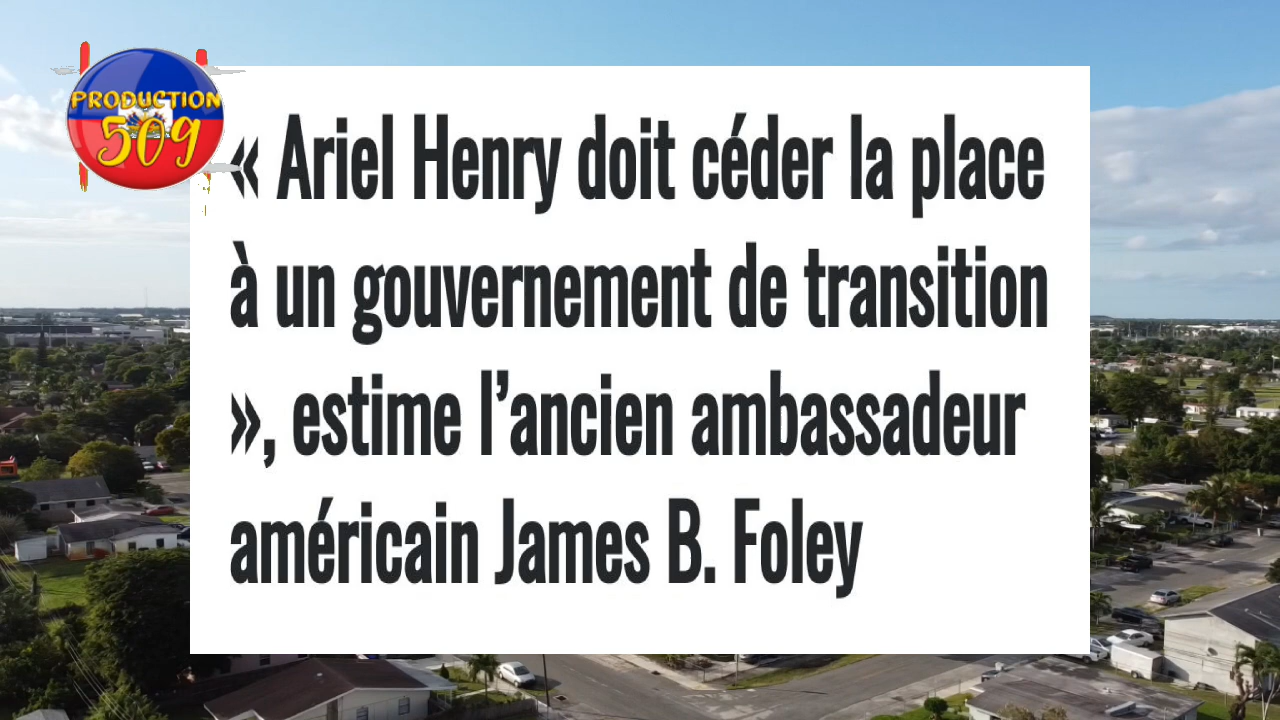 PRODUCTION
509
« Ariel Henry doit céder la place
à un gouvernement de transition
», estime l’ancien ambassadeur
américain James B. Foley